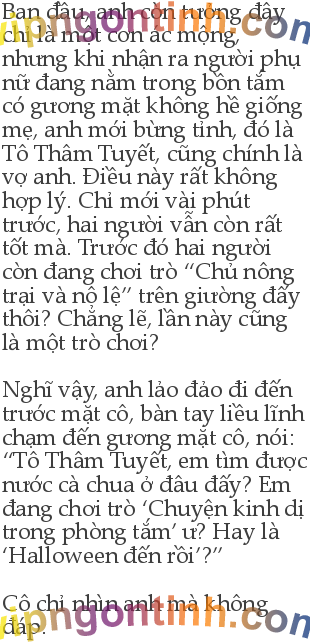 Ban đầu, anh còn tưởng đây
chỉ là một cơn ác mộng,
nhưng khi nhận ra người phụ
nữ đang nằm trong bồn tắm
có gương mặt không hề giống
mẹ, anh mới bừng tỉnh, đó là
Tô Thâm Tuyết, cũng chính là
vợ anh. Điều này rất không
hợp lý. Chỉ mới vài phút
trước, hai người vẫn còn rất
tốt mà. Trước đó hai người
còn đang chơi trò “Chủ nông
trại và nô lệ” trên giường đấy
thôi? Chẳng lẽ, lần này cũng
là một trò chơi?
Nghĩ vậy, anh lảo đảo đi đến
trước mặt cô, bàn tay liều lĩnh
chạm đến gương mặt cô, nói:
“Tô Thâm Tuyết, em tìm được
nước cà chua ở đâu đấy? Em
đang chơi trò ‘Chuyện kinh dị
trong phòng tắm’ ư? Hay là
‘Halloween đến rồi’?”
Cô chỉ nhìn anh mà không
đáp.